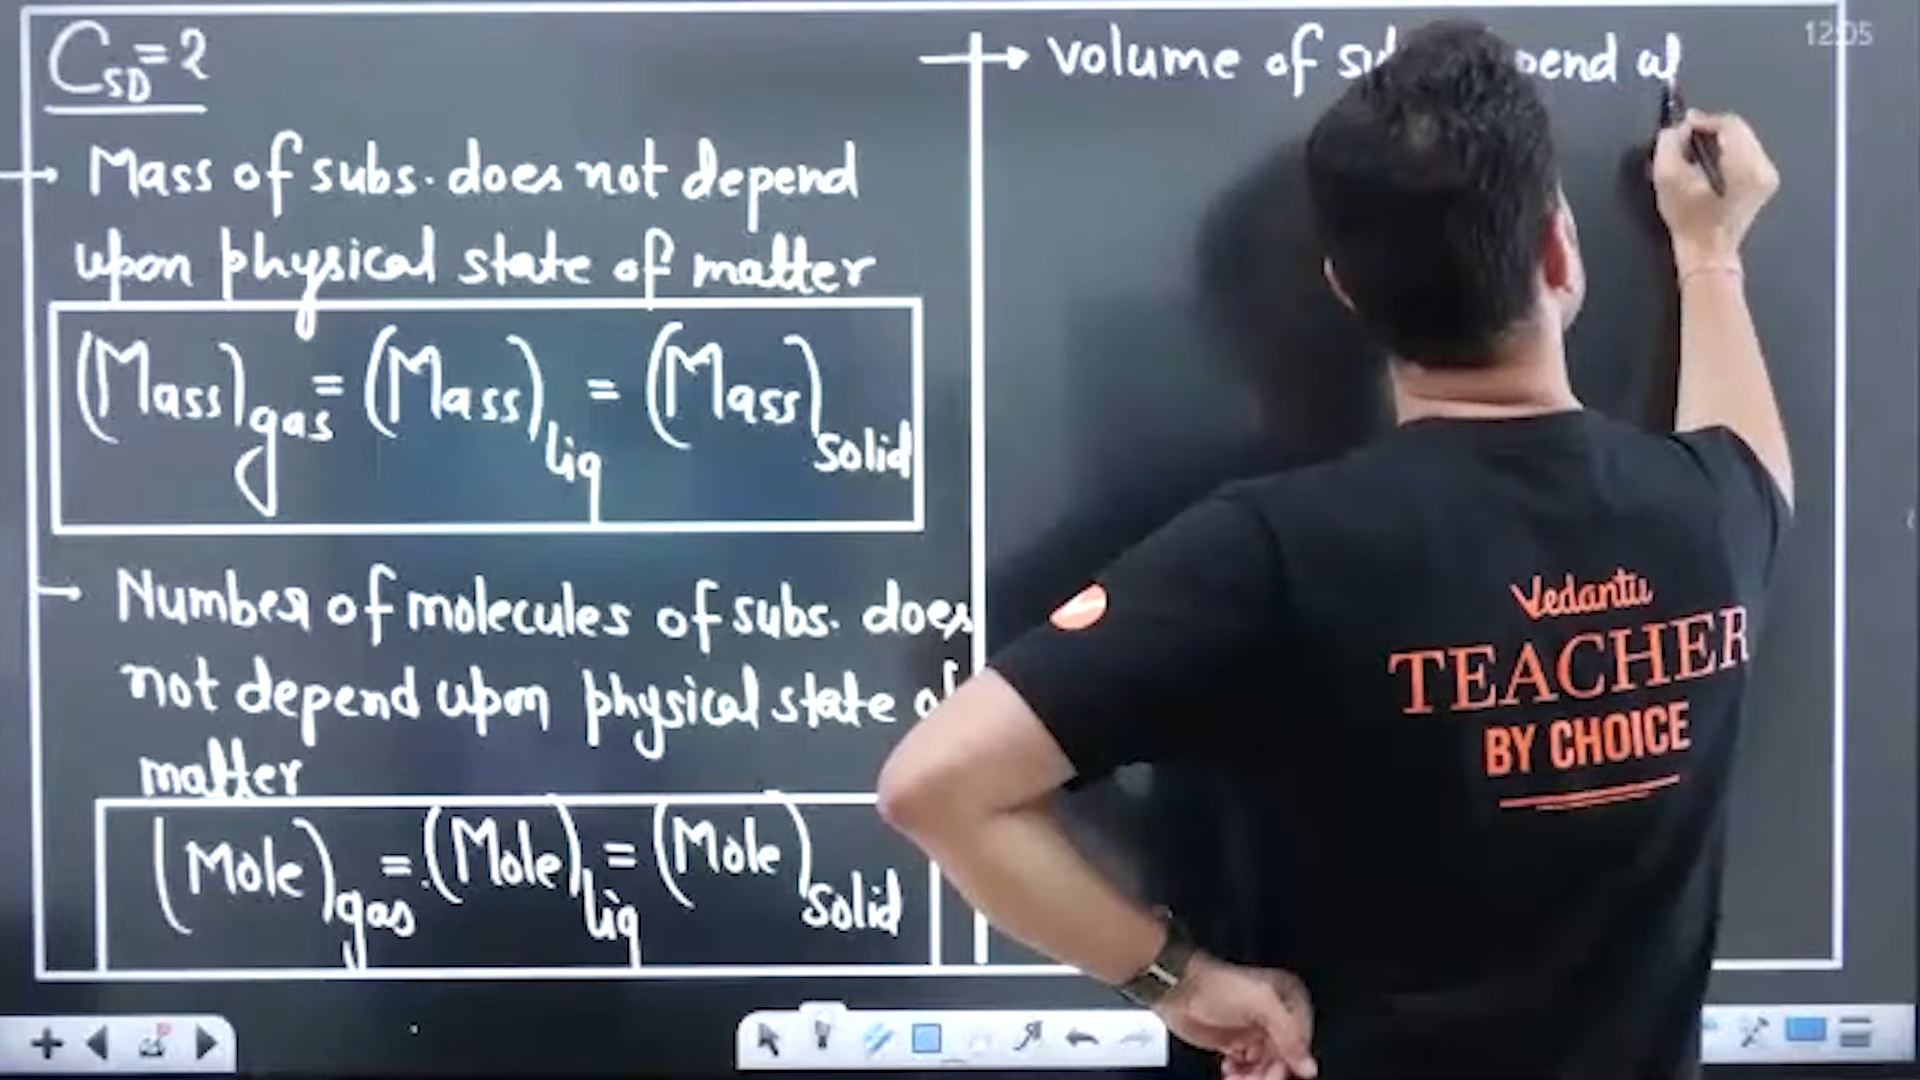 C_SD = 2
→ Mass of subs. does not depend
upon physical state of matter
(Mass)gas = (Mass)liq = (Mass)solid
→ Number of molecules of subs. does
not depend upon physical state of
matter
(Mole)gas = (Mole)liq = (Mole)solid
→ Volume of
12:05
Vedantu
TEACHER
BY CHOICE